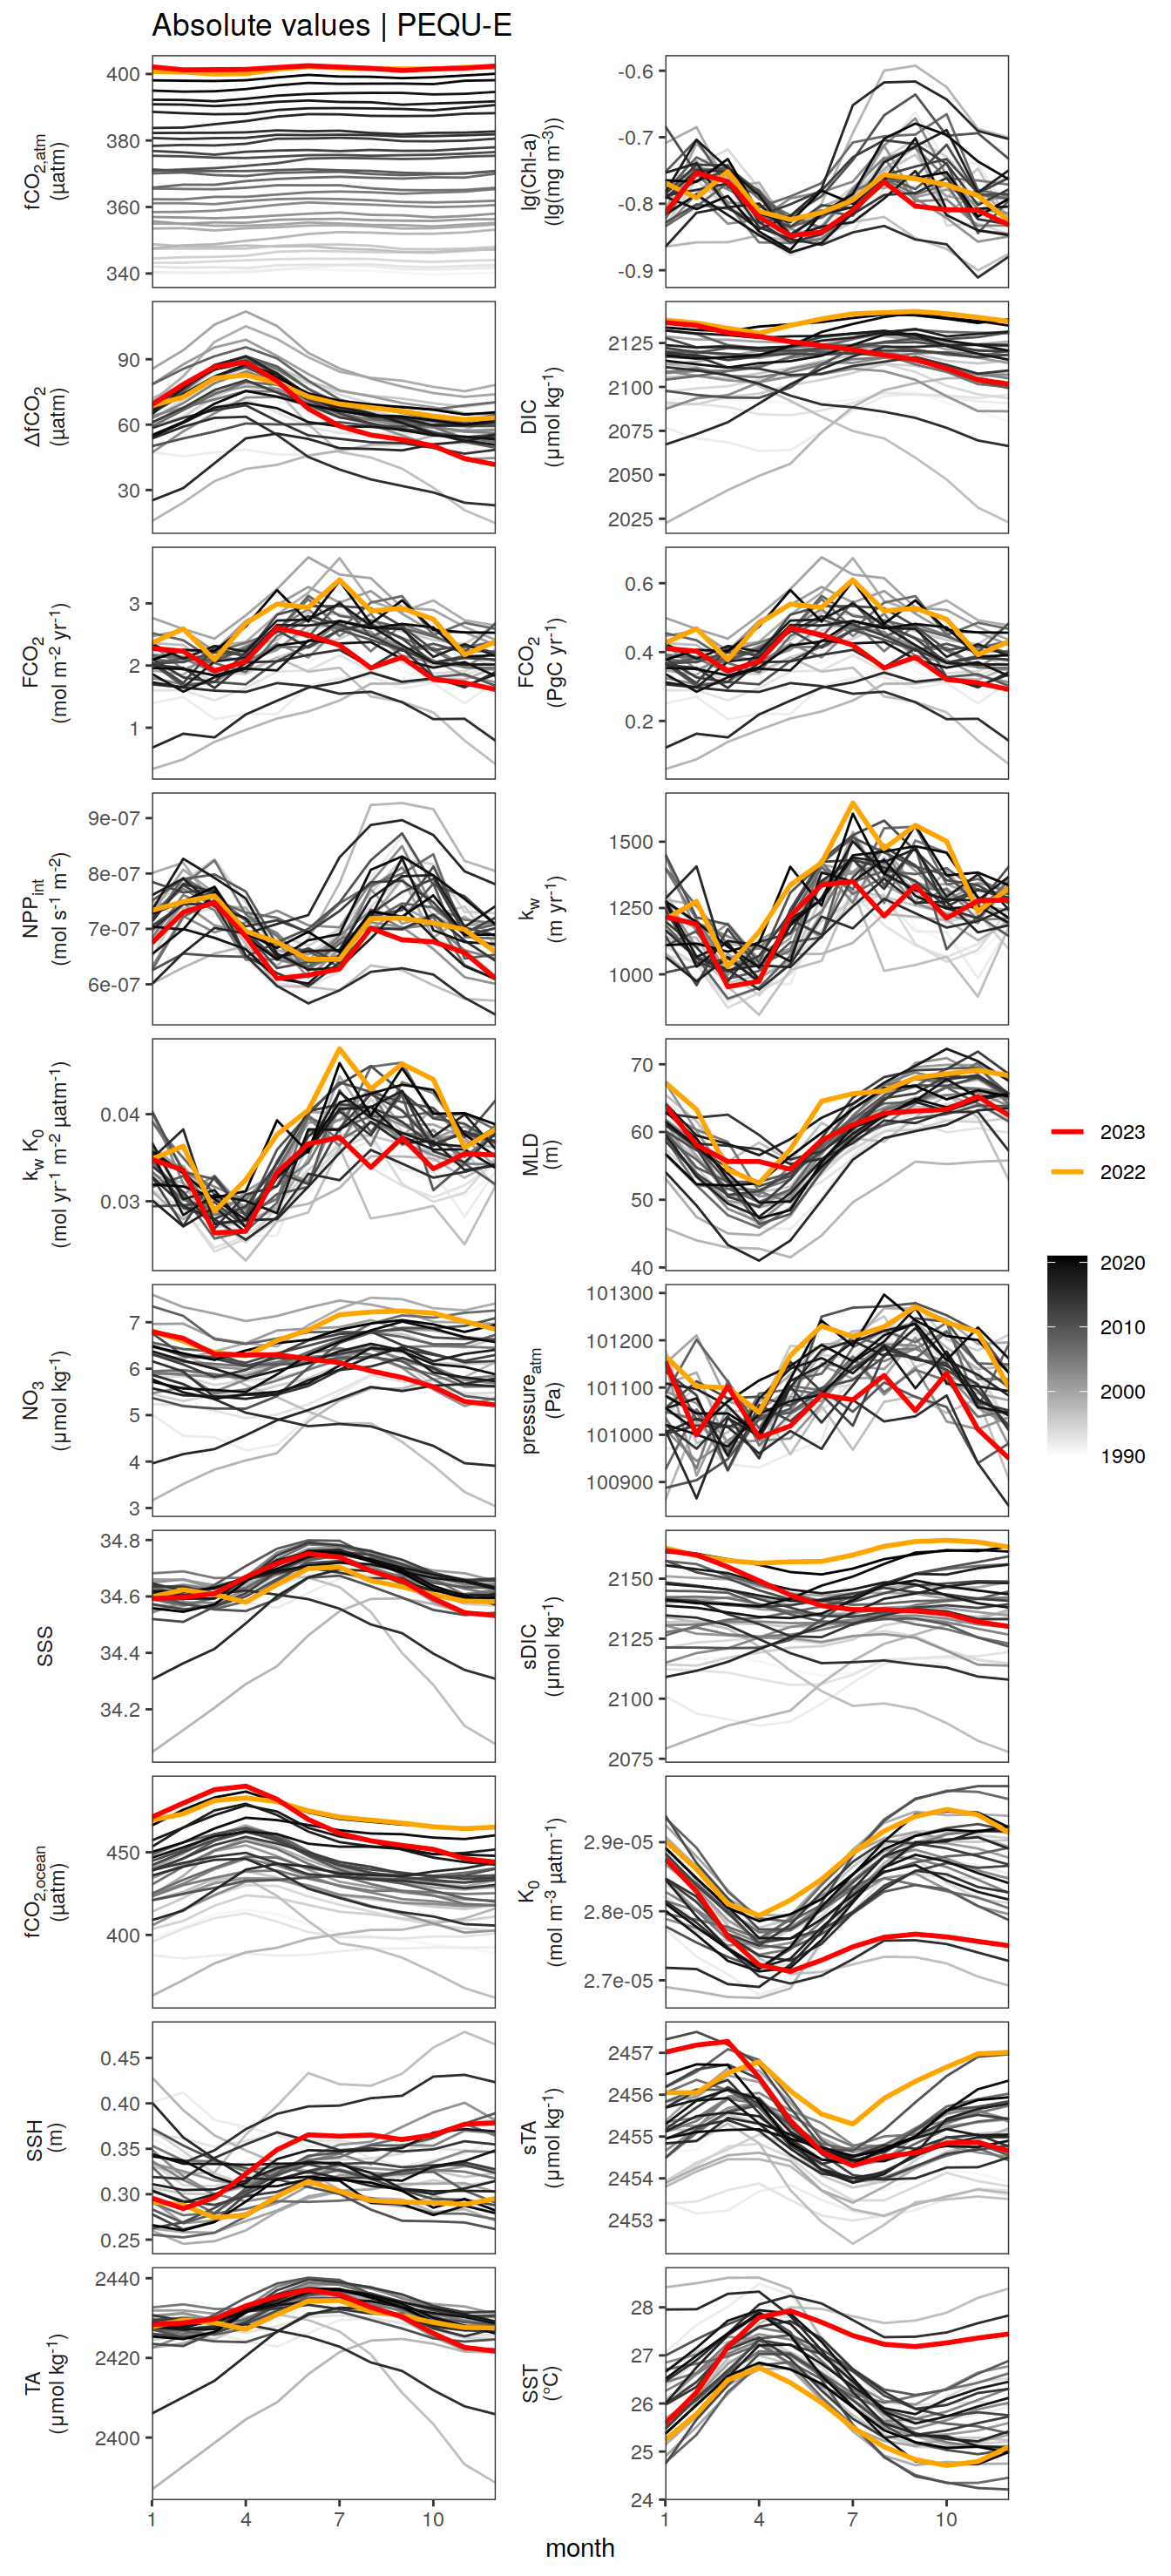 Absolute values | PEQU-E
fCO2,atm
(µatm)
400
380
360
340
lg(Chl-a)
(lg(mg m-3))
-0.6
-0.7
-0.8
-0.9
ΔfCO2
(µatm)
90
60
30
DIC
(µmol kg-1)
2125
2100
2075
2050
2025
FCO2
(mol m-2 yr-1)
3
2
1
FCO2
(PgC yr-1)
0.6
0.4
0.2
NPPint
(mol s-1 m-2)
9e-07
8e-07
7e-07
6e-07
kw
(m yr-1)
1500
1250
1000
kw K0
(mol yr-1 m-2 µatm-1)
0.04
0.03
MLD
(m)
70
60
50
40
NO3
(µmol kg-1)
7
6
5
4
3
pressureatm
(Pa)
101300
101200
101100
101000
100900
SSS
34.8
34.6
34.4
34.2
sDIC
(µmol kg-1)
2150
2125
2100
2075
fCO2,ocean
(µatm)
450
400
K0
(mol m-3 µatm-1)
2.9e-05
2.8e-05
2.7e-05
SSH
(m)
0.45
0.40
0.35
0.30
0.25
sTA
(µmol kg-1)
2457
2456
2455
2454
2453
TA
(µmol kg-1)
2440
2420
2400
SST
(°C)
28
27
26
25
24
1 4 7 10
1 4 7 10
month
2023
2022
2020
2010
2000
1990